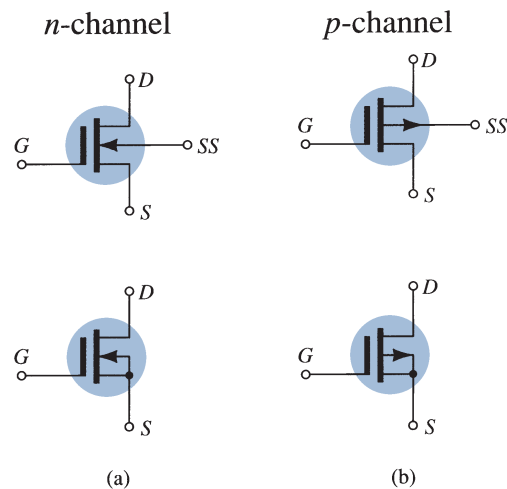 n-channel p-channel
D D
G SS G SS
S S
D D
G G
S S
(a) (b)